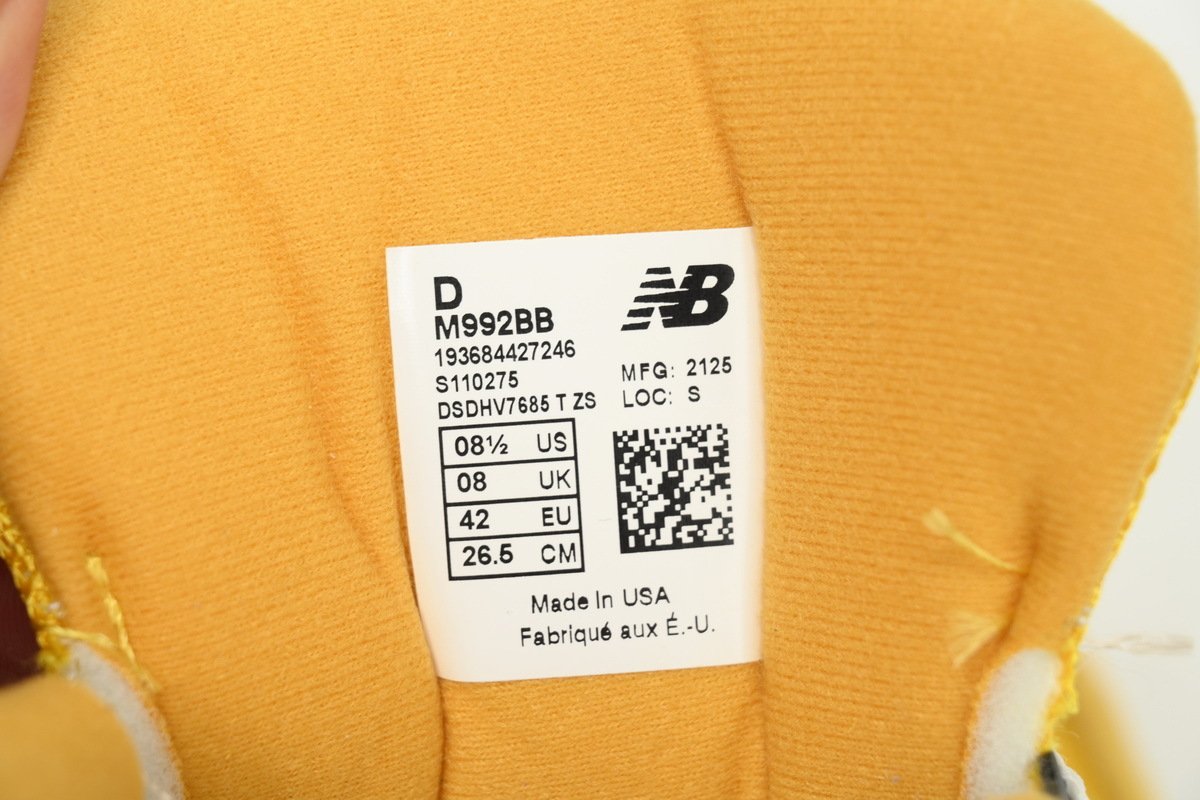 D
NB
M992BB
193684427246
S110275
DSDHV7685 T ZS
MFG: 2125
LOC: S
08½ US
08 UK
42 EU
26.5 CM
Made In USA
Fabriqué aux É.-U.